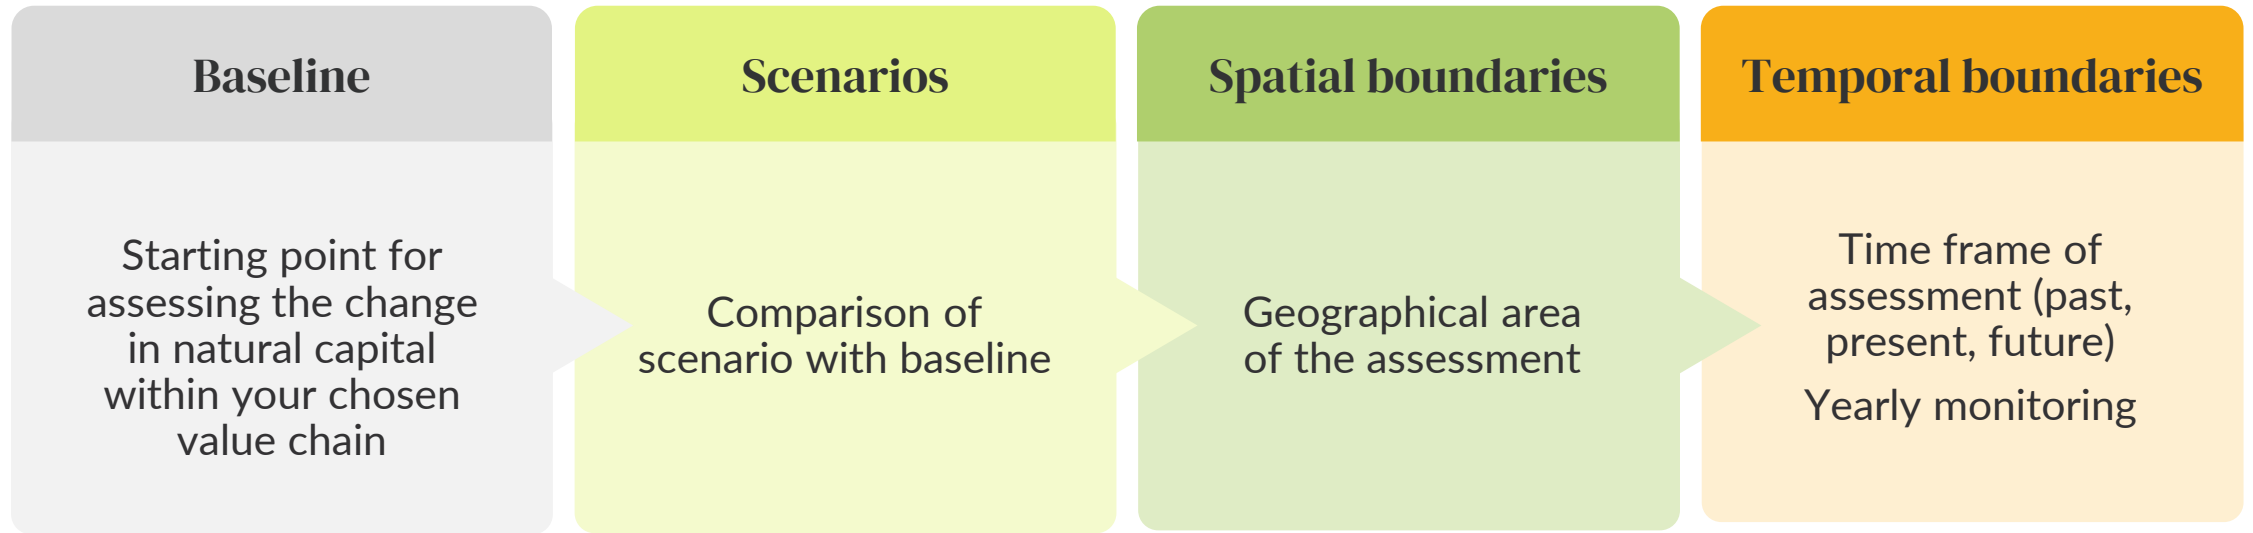 Baseline
Starting point for
assessing the change
in natural capital
within your chosen
value chain
Scenarios
Comparison of
scenario with baseline
Spatial boundaries
Geographical area
of the assessment
Temporal boundaries
Time frame of
assessment (past,
present, future)
Yearly monitoring